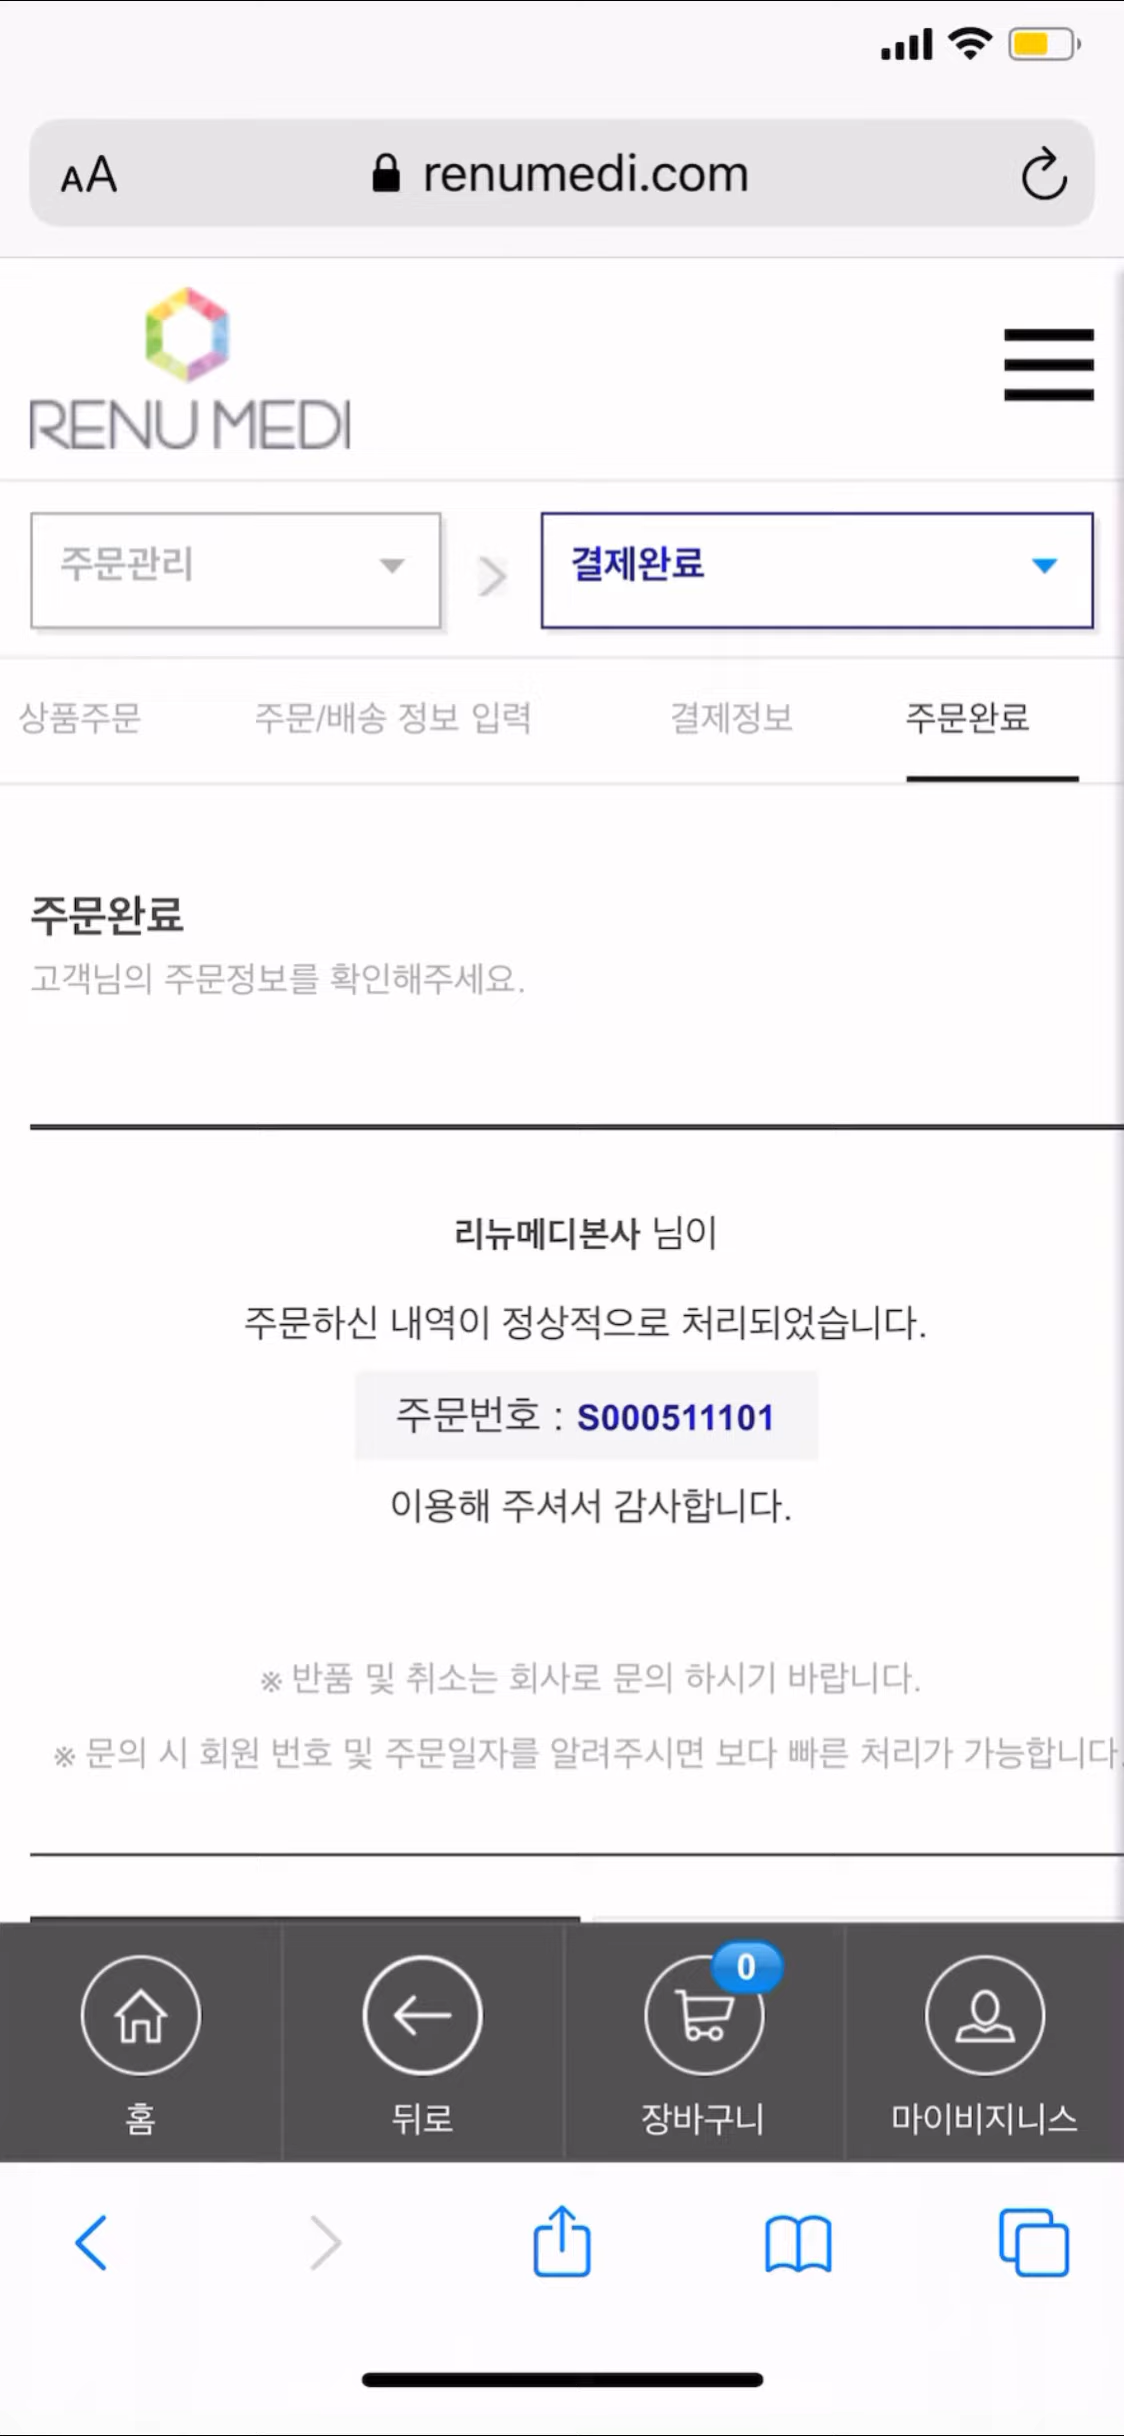 AA renumedi.com
RENU MEDI
주문관리 결제완료
상품주문 주문/배송 정보 입력 결제정보 주문완료
주문완료
고객님의 주문정보를 확인해주세요.
리뉴메디본사 님이
주문하신 내역이 정상적으로 처리되었습니다.
주문번호 : S000511101
이용해 주셔서 감사합니다.
※ 반품 및 취소는 회사로 문의 하시기 바랍니다.
※ 문의 시 회원 번호 및 주문일자를 알려주시면 보다 빠른 처리가 가능합니다.
0
홈 뒤로 장바구니 마이비지니스